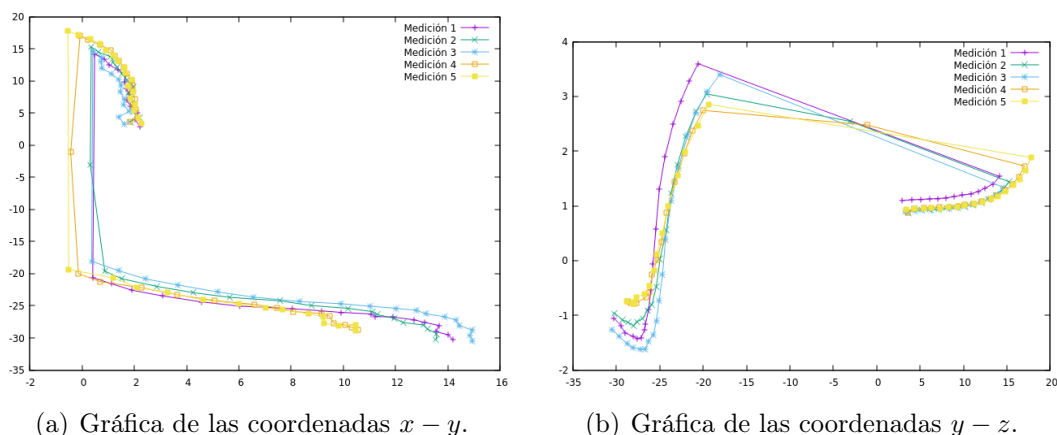 20
15
10
5
0
-5
-10
-15
-20
-25
-30
-35
-2 0 2 4 6 8 10 12 14 16
Medición 1
Medición 2
Medición 3
Medición 4
Medición 5
(a) Gráfica de las coordenadas x − y.
4
3
2
1
0
-1
-2
-35 -30 -25 -20 -15 -10 -5 0 5 10 15 20
Medición 1
Medición 2
Medición 3
Medición 4
Medición 5
(b) Gráfica de las coordenadas y − z.